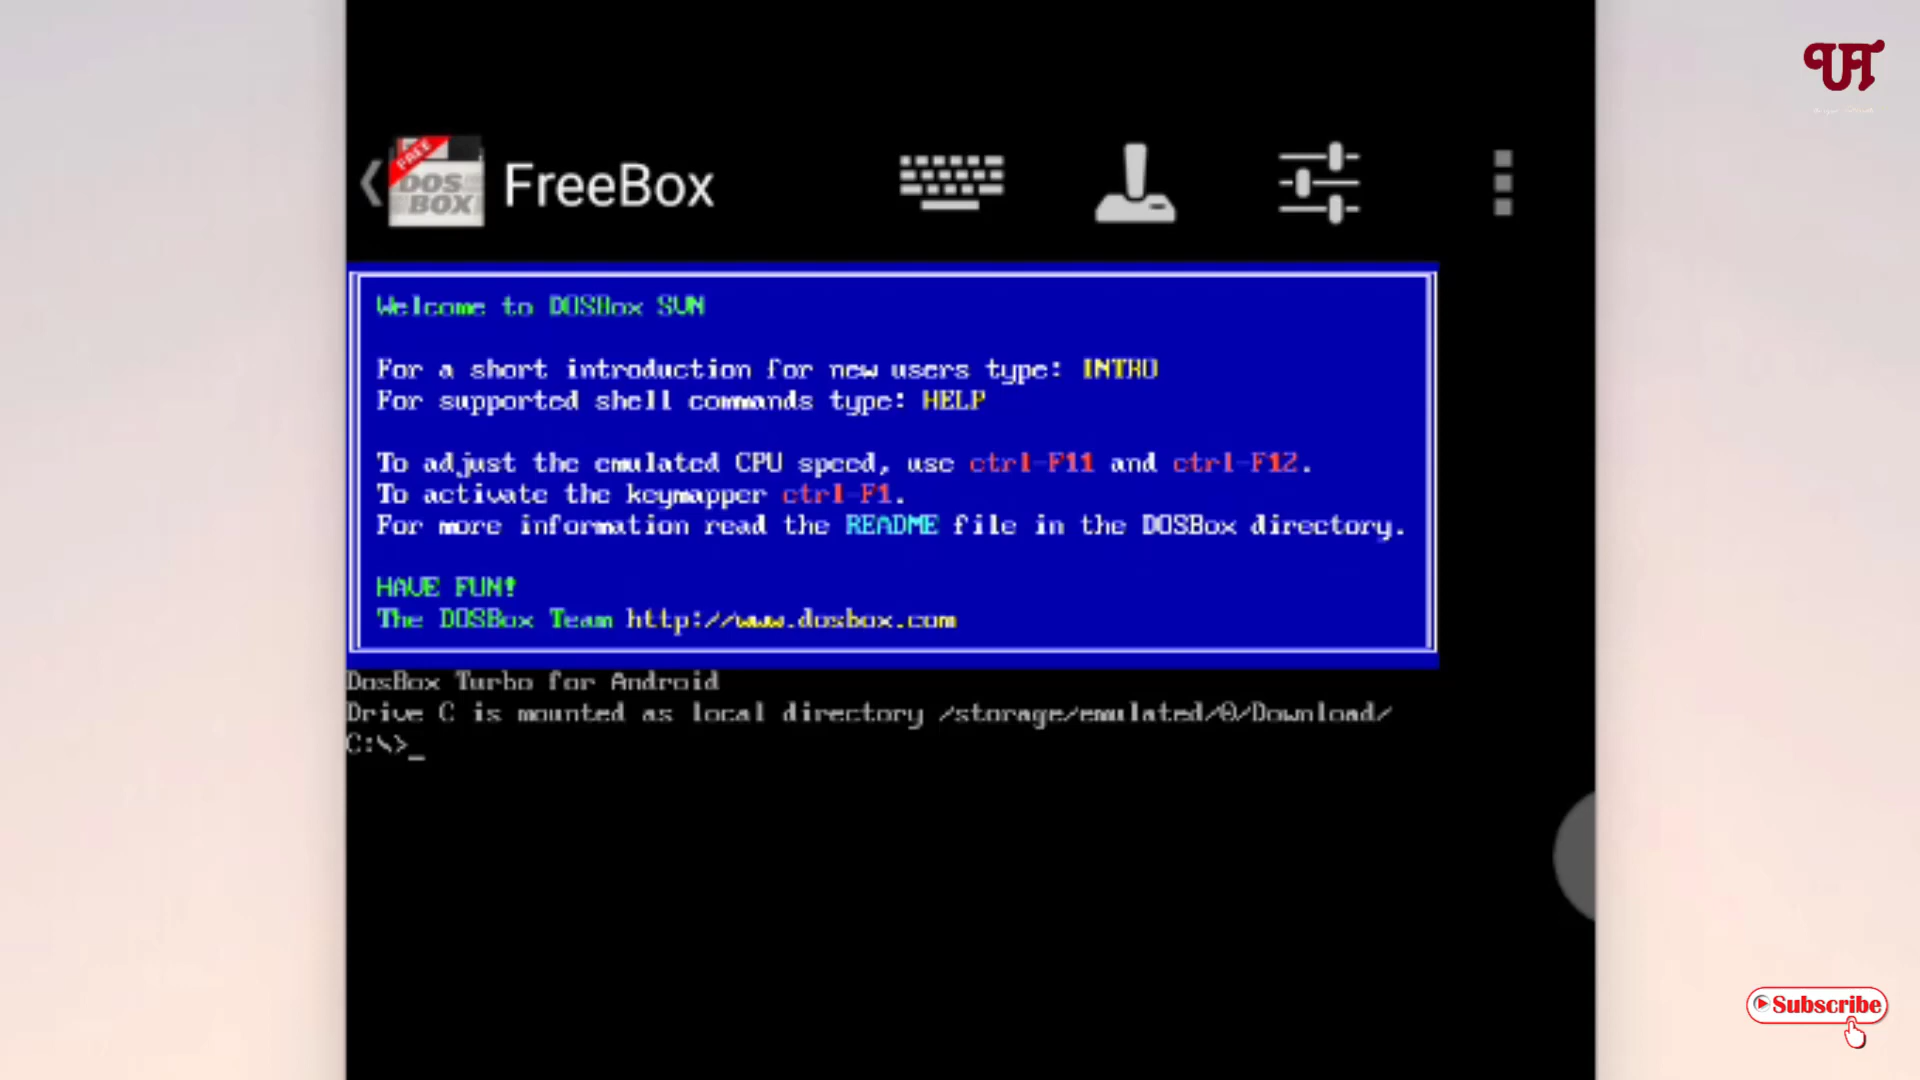 UT
FREE
DOS
BOX
FreeBox
Welcome to DOSBox SVN
For a short introduction for new users type: INTRO
For supported shell commands type: HELP
To adjust the emulated CPU speed, use ctrl-F11 and ctrl-F12.
To activate the keymapper ctrl-F1.
For more information read the README file in the DOSBox directory.
HAVE FUN!
The DOSBox Team http://www.dosbox.com
DosBox Turbo for Android
Drive C is mounted as local directory /storage/emulated/0/Download/
C:\>_
Subscribe